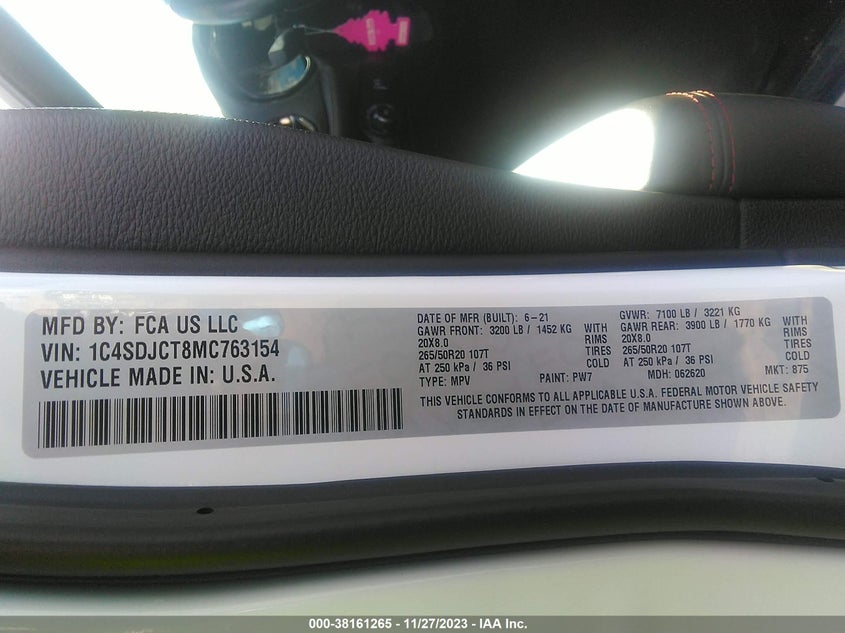 MFD BY: FCA US LLC
VIN: 1C4SDJCT8MC763154
VEHICLE MADE IN: U.S.A.
DATE OF MFR (BUILT): 6-21 GVWR: 7100 LB / 3221 KG
GAWR FRONT: 3200 LB / 1452 KG WITH GAWR REAR: 3900 LB / 1770 KG WITH
20X8.0 RIMS 20X8.0 RIMS
265/50R20 107T TIRES 265/50R20 107T TIRES
AT 250 kPa / 36 PSI COLD AT 250 kPa / 36 PSI COLD
TYPE: MPV PAINT: PW7 MDH: 062620 MKT: 875
THIS VEHICLE CONFORMS TO ALL APPLICABLE U.S.A. FEDERAL MOTOR VEHICLE SAFETY
STANDARDS IN EFFECT ON THE DATE OF MANUFACTURE SHOWN ABOVE.
000-38161265 - 11/27/2023 - IAA Inc.